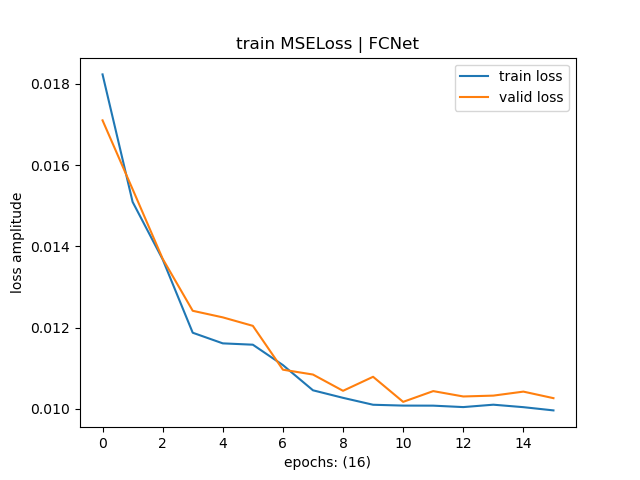 train MSELoss | FCNet
train loss
valid loss
loss amplitude
0.018
0.016
0.014
0.012
0.010
0 2 4 6 8 10 12 14
epochs: (16)